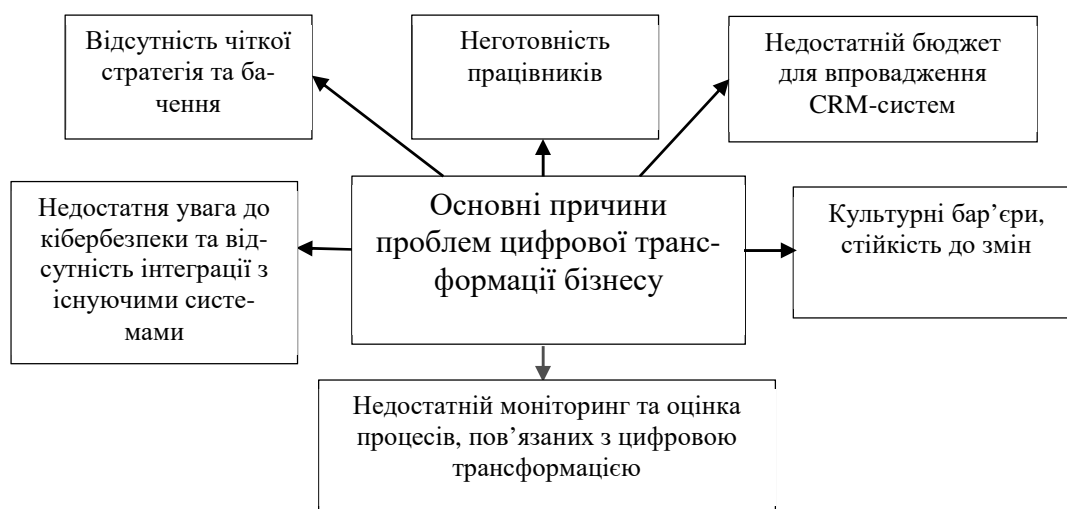 Відсутність чіткої
стратегія та ба-
чення
Неготовність
працівників
Недостатній бюджет
для впровадження
CRM-систем
Недостатня увага до
кібербезпеки та від-
сутність інтеграції з
існуючими систе-
мами
Основні причини
проблем цифрової транс-
формації бізнесу
Культурні бар’єри,
стійкість до змін
Недостатній моніторинг та оцінка
процесів, пов’язаних з цифровою
трансформацією